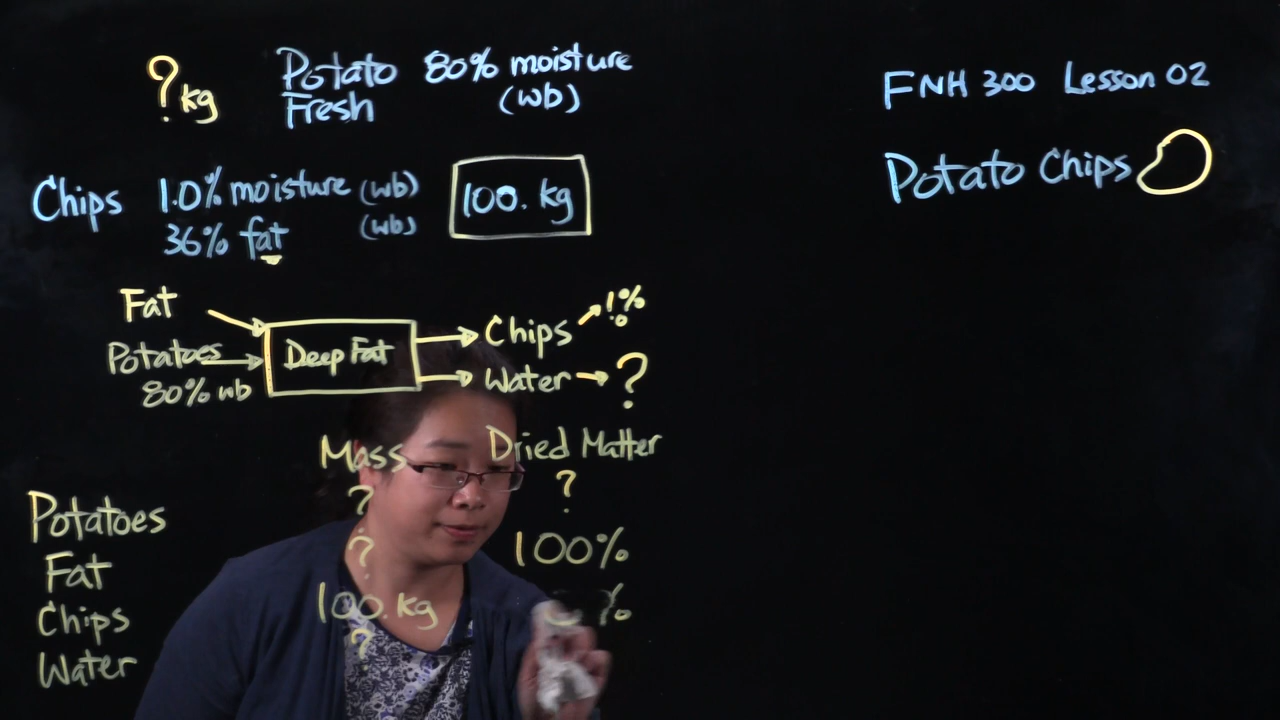 ? kg Potato 80% moisture
Fresh (wb)
FNH 300 Lesson 02
Potato Chips
Chips 1.0% moisture (wb) 100. kg
36% fat (wb)
Fat
Potatoes
80% wb
Deep Fat
Chips 1%
Water ?
Mass Dried Matter
Potatoes ? ?
Fat ? 100%
Chips 100. kg %
Water ?